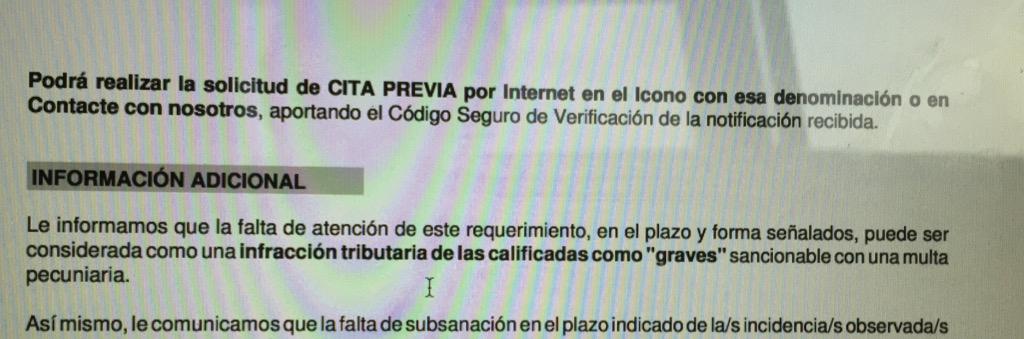 Podrá realizar la solicitud de CITA PREVIA por Internet en el Icono con esa denominación o en
Contacte con nosotros, aportando el Código Seguro de Verificación de la notificación recibida.
INFORMACIÓN ADICIONAL
Le informamos que la falta de atención de este requerimiento, en el plazo y forma señalados, puede ser
considerada como una infracción tributaria de las calificadas como "graves" sancionable con una multa
pecuniaria.
Así mismo, le comunicamos que la falta de subsanación en el plazo indicado de la/s incidencia/s observada/s